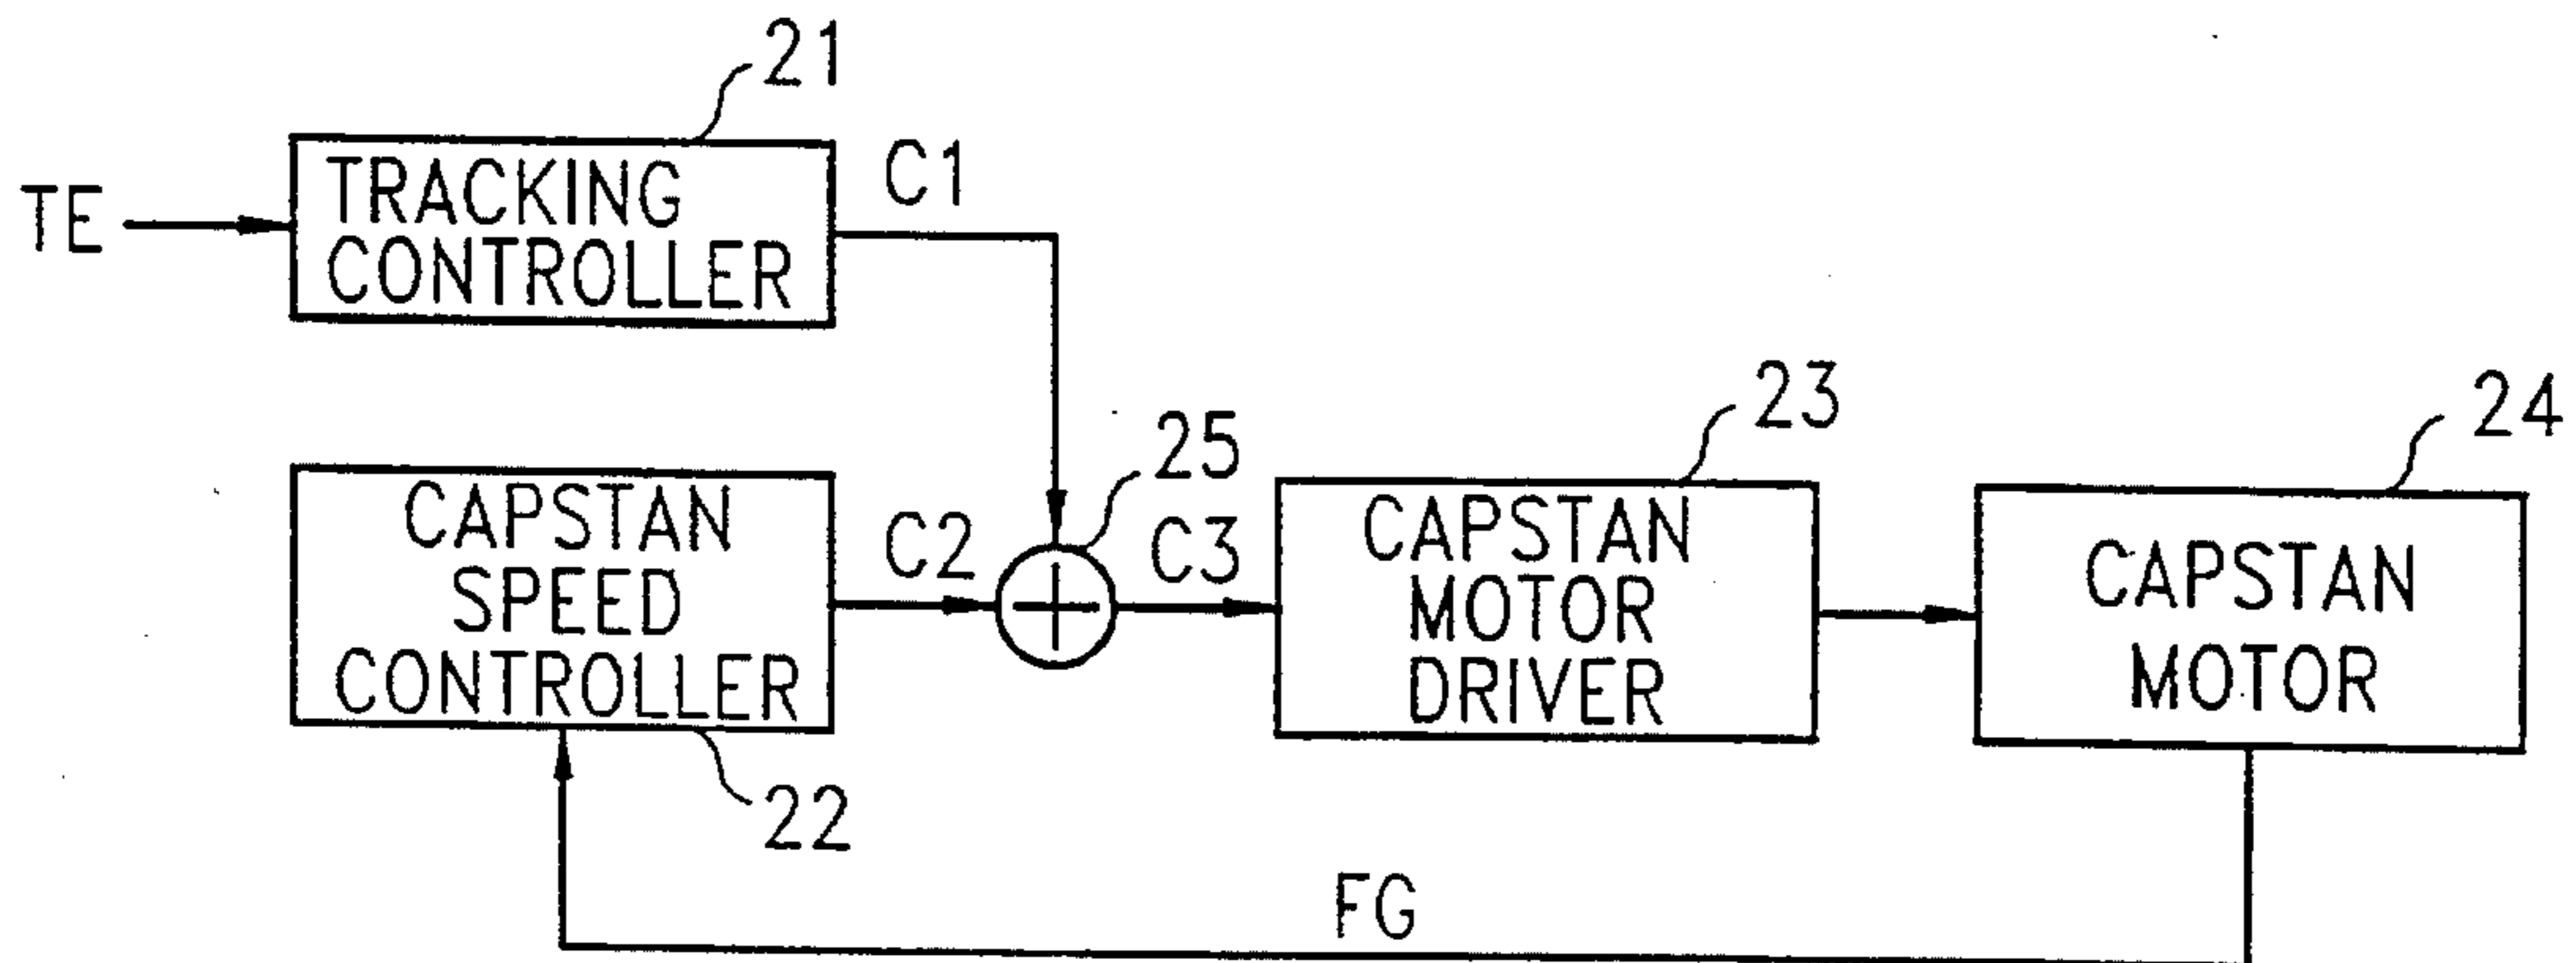 21
TE
TRACKING
CONTROLLER
C1
CAPSTAN
SPEED
CONTROLLER
22
C2
25
C3
23
CAPSTAN
MOTOR
DRIVER
24
CAPSTAN
MOTOR
FG